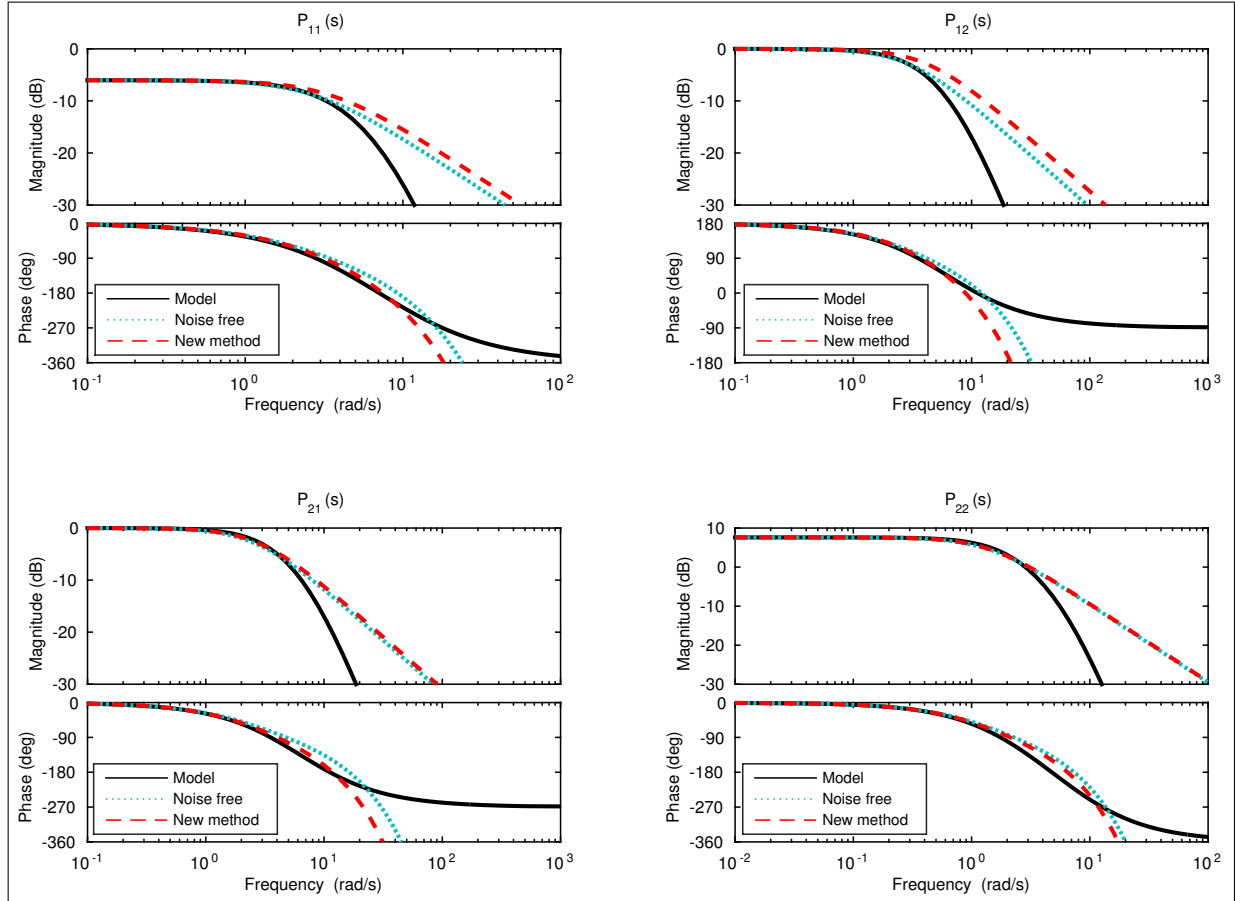 P11 (s)
0
-10
-20
-30
Magnitude (dB)
0
-90
-180
-270
-360
Phase (deg)
Model
Noise free
New method
10^-1 10^0 10^1 10^2
Frequency (rad/s)
P12 (s)
0
-10
-20
-30
Magnitude (dB)
180
90
0
-90
-180
Phase (deg)
Model
Noise free
New method
10^-1 10^0 10^1 10^2 10^3
Frequency (rad/s)
P21 (s)
0
-10
-20
-30
Magnitude (dB)
0
-90
-180
-270
-360
Phase (deg)
Model
Noise free
New method
10^-1 10^0 10^1 10^2 10^3
Frequency (rad/s)
P22 (s)
10
0
-10
-20
-30
Magnitude (dB)
0
-90
-180
-270
-360
Phase (deg)
Model
Noise free
New method
10^-2 10^-1 10^0 10^1 10^2
Frequency (rad/s)